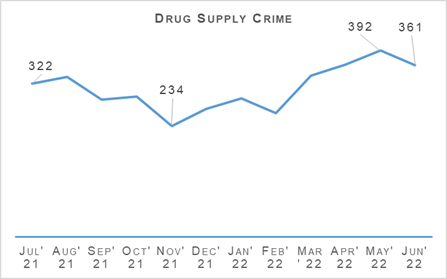 Drug Supply Crime
392
361
322
234
Jul' Aug' Sep' Oct' Nov' Dec' Jan' Feb' Mar Apr' May' Jun'
21 21 21 21 21 21 22 22 ' 22 22 22 22